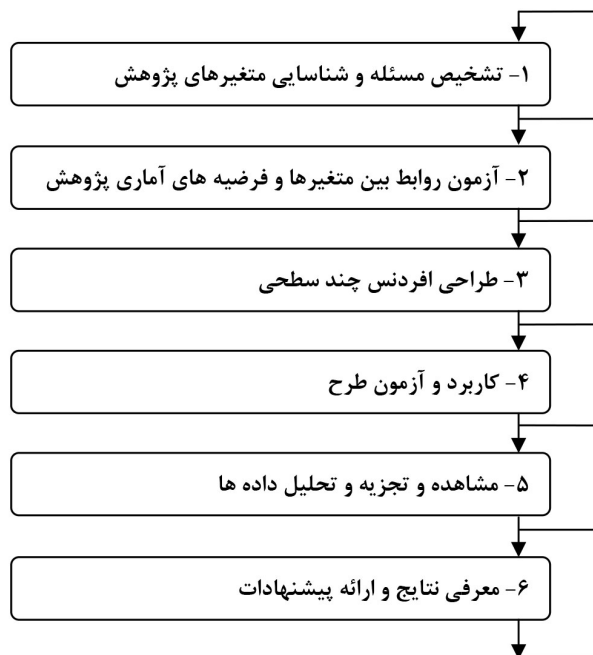 ۱- تشخیص مسئله و شناسایی متغیرهای پژوهش
۲- آزمون روابط بین متغیرها و فرضیه های آماری پژوهش
۳- طراحی افردنس چند سطحی
۴- کاربرد و آزمون طرح
۵- مشاهده و تجزیه و تحلیل داده ها
۶- معرفی نتایج و ارائه پیشنهادات